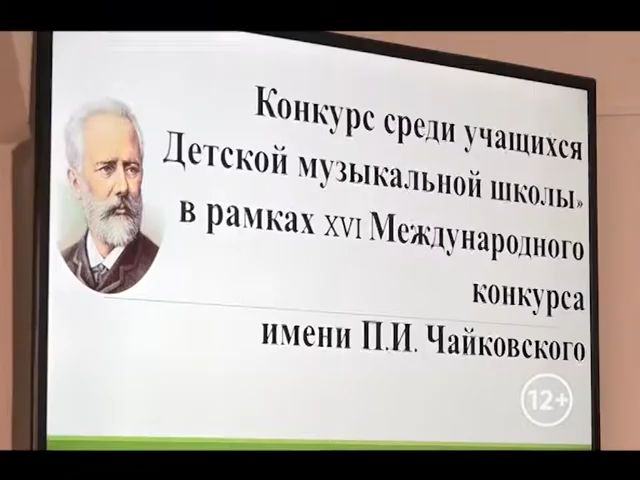 Конкурс среди учащихся
Детской музыкальной школы»
в рамках XVI Международного
конкурса
имени П.И. Чайковского
12+